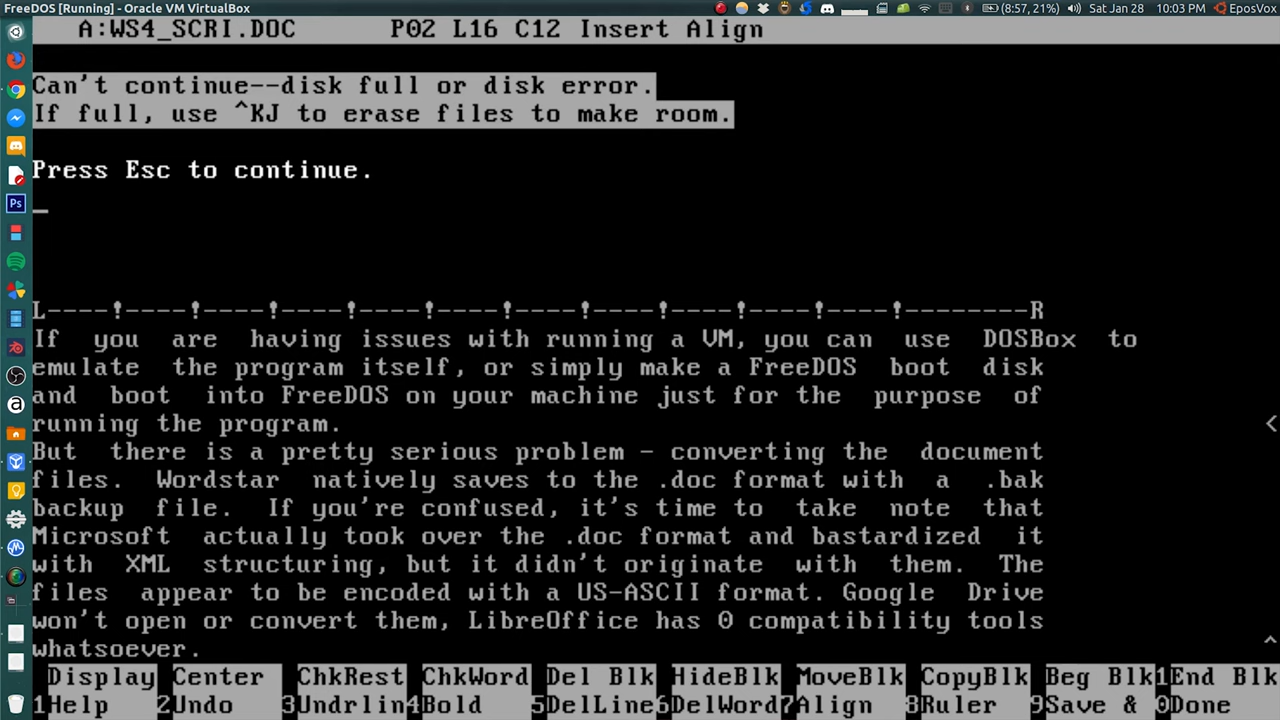 FreeDOS [Running] - Oracle VM VirtualBox
(8:57, 21%) Sat Jan 28 10:03 PM EposVox
A:WS4_SCRI.DOC P02 L16 C12 Insert Align
Can't continue--disk full or disk error.
If full, use ^KJ to erase files to make room.
Press Esc to continue.
L----!----!----!----!----!----!----!----!----!----!----!--------R
If you are having issues with running a VM, you can use DOSBox to
emulate the program itself, or simply make a FreeDOS boot disk
and boot into FreeDOS on your machine just for the purpose of
running the program.
But there is a pretty serious problem - converting the document
files. Wordstar natively saves to the .doc format with a .bak
backup file. If you're confused, it's time to take note that
Microsoft actually took over the .doc format and bastardized it
with XML structuring, but it didn't originate with them. The
files appear to be encoded with a US-ASCII format. Google Drive
won't open or convert them, LibreOffice has 0 compatibility tools
whatsoever.
Display Center ChkRest ChkWord Del Blk HideBlk MoveBlk CopyBlk Beg Blk1End Blk
1Help 2Undo 3Undrlin4Bold 5DelLine6DelWord7Align 8Ruler 9Save & 0Done
Ps
a